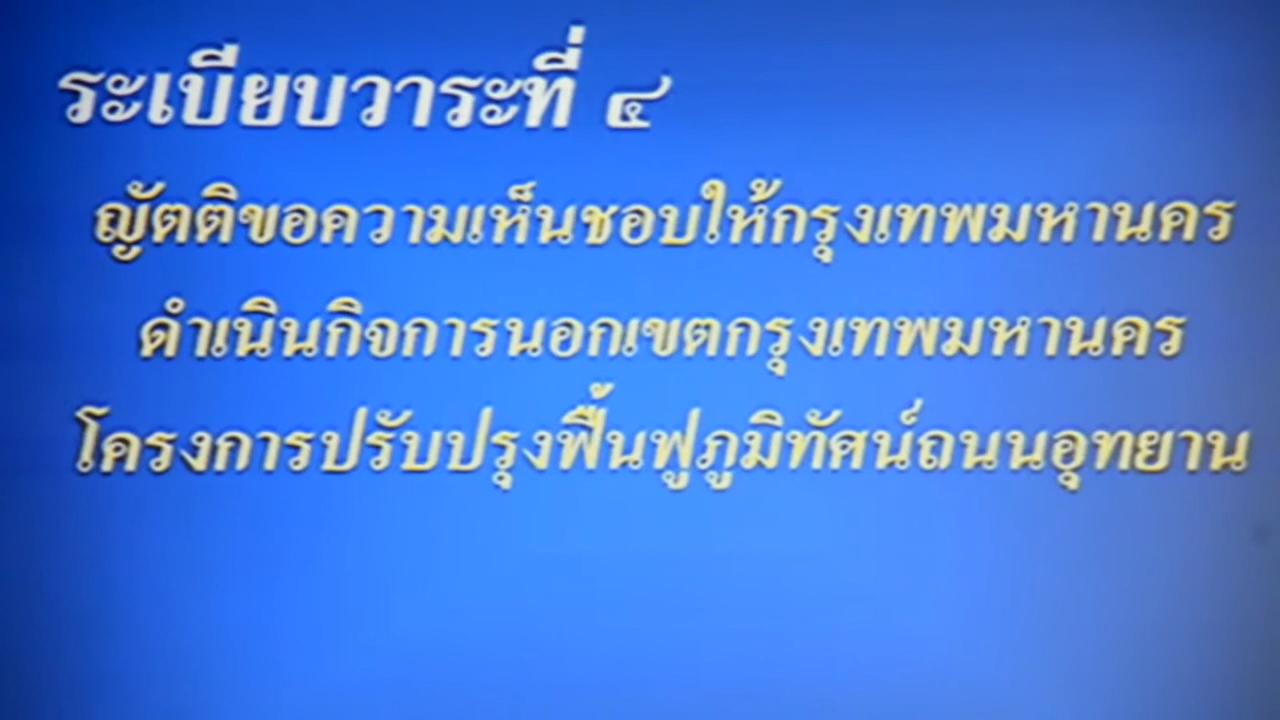 ระเบียบวาระที่ ๔
ญัตติขอความเห็นชอบให้กรุงเทพมหานคร
ดำเนินกิจการนอกเขตกรุงเทพมหานคร
โครงการปรับปรุงฟื้นฟูภูมิทัศน์ถนนอุทยาน